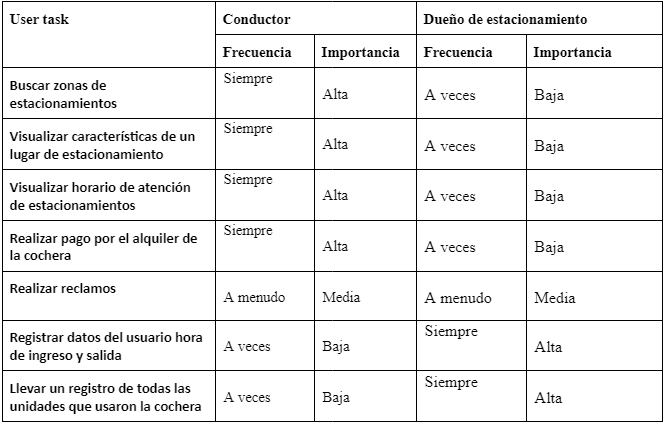 User task Conductor Dueño de estacionamiento
Frecuencia Importancia Frecuencia Importancia
Buscar zonas de
estacionamientos
Siempre Alta A veces Baja
Visualizar características de un
lugar de estacionamiento
Siempre Alta A veces Baja
Visualizar horario de atención
de estacionamientos
Siempre Alta A veces Baja
Realizar pago por el alquiler de
la cochera
Siempre Alta A veces Baja
Realizar reclamos
A menudo Media A menudo Media
Registrar datos del usuario hora
de ingreso y salida
A veces Baja Siempre Alta
Llevar un registro de todas las
unidades que usaron la cochera
A veces Baja Siempre Alta